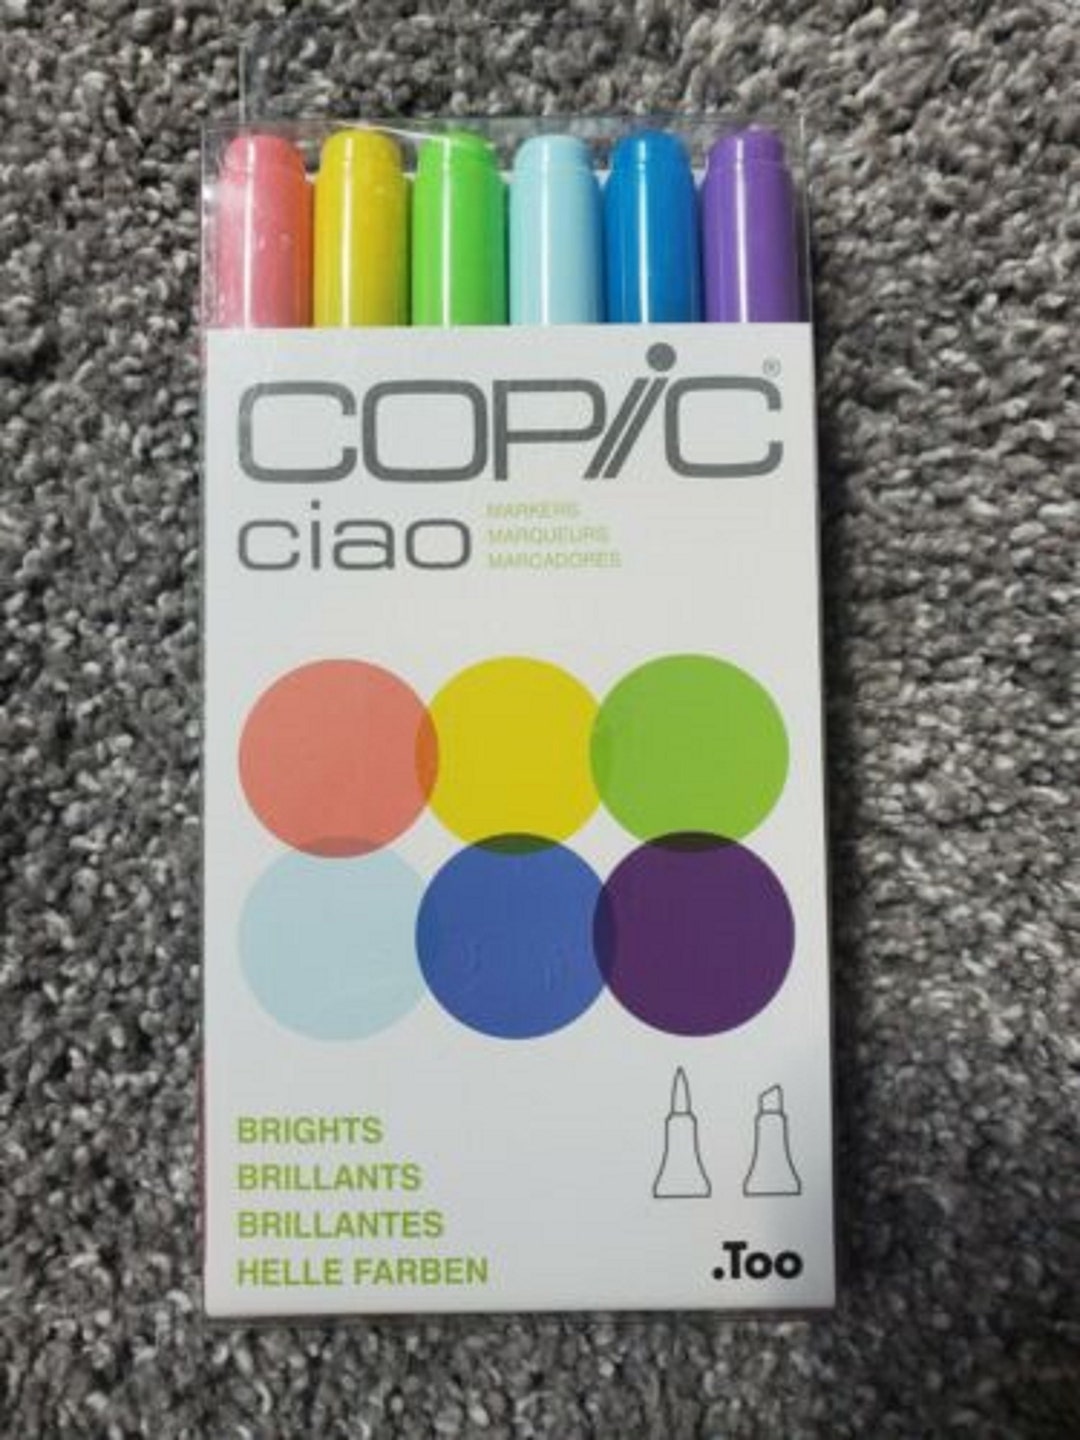 COPiC®
ciao
MARKERS
MARQUEURS
MARCADORES
BRIGHTS
BRILLANTS
BRILLANTES
HELLE FARBEN
.Too